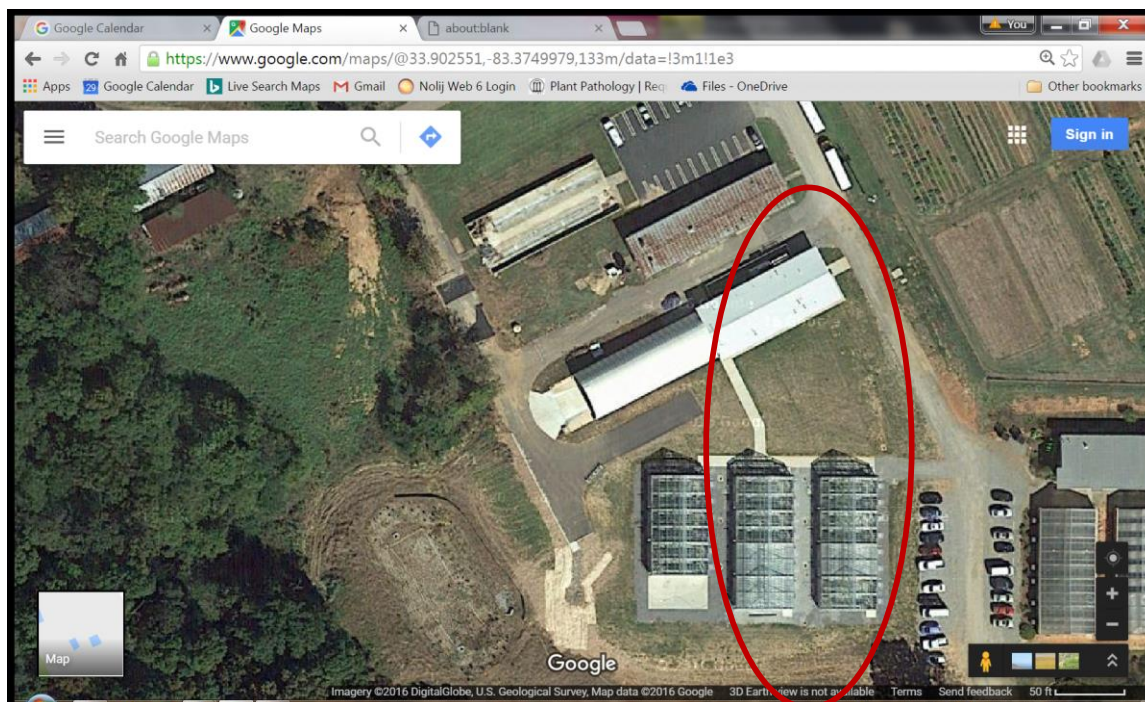 Google Calendar
Google Maps
about:blank
You
https://www.google.com/maps/@33.902551,-83.3749979,133m/data=!3m1!1e3
Apps 29 Google Calendar Live Search Maps Gmail Nolij Web 6 Login Plant Pathology | Req Files - OneDrive Other bookmarks
Search Google Maps
Sign in
Map
Google
Imagery ©2016 DigitalGlobe, U.S. Geological Survey, Map data ©2016 Google 3D Earth view is not available Terms Send feedback 50 ft